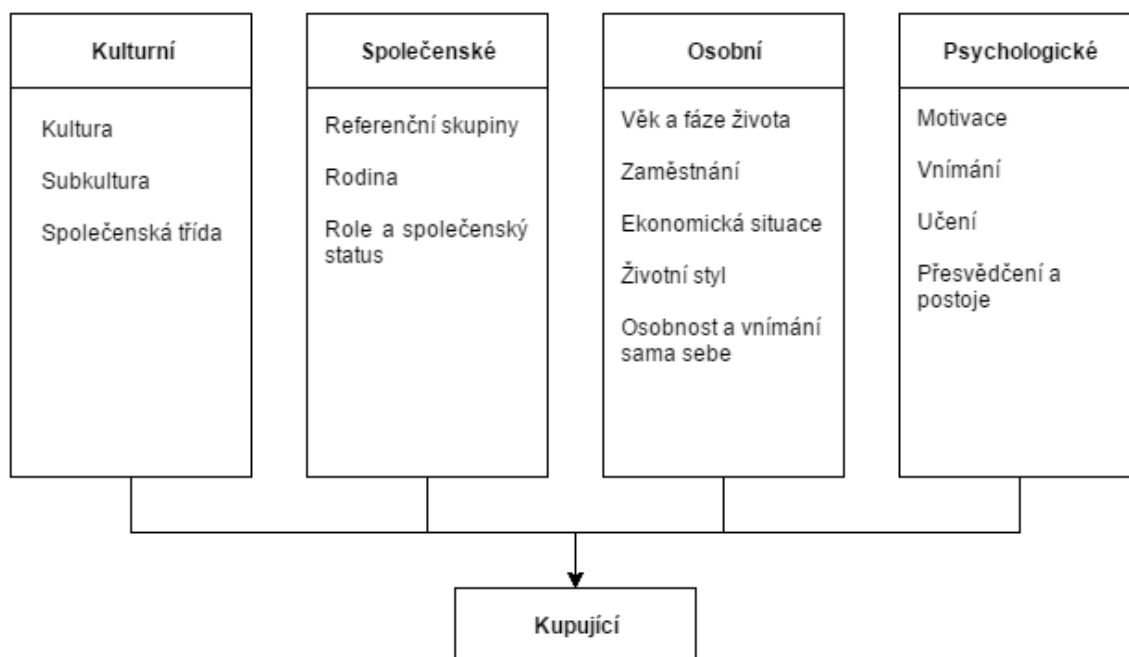 Kulturní
Kultura
Subkultura
Společenská třída
Společenské
Referenční skupiny
Rodina
Role a společenský
status
Osobní
Věk a fáze života
Zaměstnání
Ekonomická situace
Životní styl
Osobnost a vnímání
sama sebe
Psychologické
Motivace
Vnímání
Učení
Přesvědčení a
postoje
Kupující